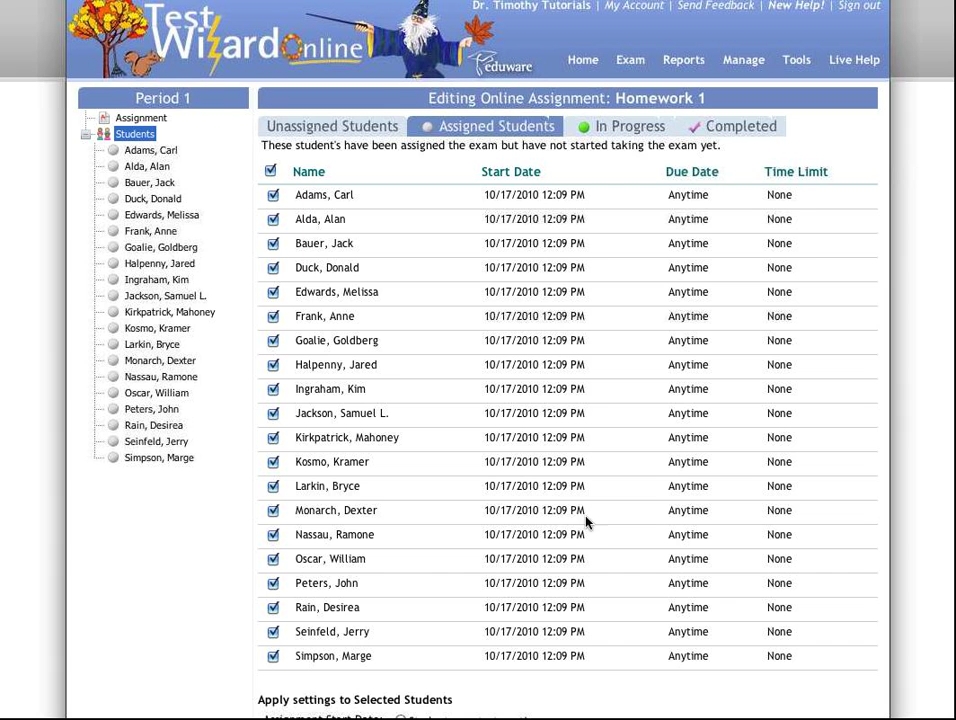 Dr. Timothy Tutorials | My Account | Send Feedback | New Help! | Sign out
Test
Wizard Online
eduware
Home Exam Reports Manage Tools Live Help
Period 1
Assignment
Students
Adams, Carl
Alda, Alan
Bauer, Jack
Duck, Donald
Edwards, Melissa
Frank, Anne
Goalie, Goldberg
Halpenny, Jared
Ingraham, Kim
Jackson, Samuel L.
Kirkpatrick, Mahoney
Kosmo, Kramer
Larkin, Bryce
Monarch, Dexter
Nassau, Ramone
Oscar, William
Peters, John
Rain, Desirea
Seinfeld, Jerry
Simpson, Marge
Editing Online Assignment: Homework 1
Unassigned Students Assigned Students In Progress Completed
These student's have been assigned the exam but have not started taking the exam yet.
Name Start Date Due Date Time Limit
Adams, Carl 10/17/2010 12:09 PM Anytime None
Alda, Alan 10/17/2010 12:09 PM Anytime None
Bauer, Jack 10/17/2010 12:09 PM Anytime None
Duck, Donald 10/17/2010 12:09 PM Anytime None
Edwards, Melissa 10/17/2010 12:09 PM Anytime None
Frank, Anne 10/17/2010 12:09 PM Anytime None
Goalie, Goldberg 10/17/2010 12:09 PM Anytime None
Halpenny, Jared 10/17/2010 12:09 PM Anytime None
Ingraham, Kim 10/17/2010 12:09 PM Anytime None
Jackson, Samuel L. 10/17/2010 12:09 PM Anytime None
Kirkpatrick, Mahoney 10/17/2010 12:09 PM Anytime None
Kosmo, Kramer 10/17/2010 12:09 PM Anytime None
Larkin, Bryce 10/17/2010 12:09 PM Anytime None
Monarch, Dexter 10/17/2010 12:09 PM Anytime None
Nassau, Ramone 10/17/2010 12:09 PM Anytime None
Oscar, William 10/17/2010 12:09 PM Anytime None
Peters, John 10/17/2010 12:09 PM Anytime None
Rain, Desirea 10/17/2010 12:09 PM Anytime None
Seinfeld, Jerry 10/17/2010 12:09 PM Anytime None
Simpson, Marge 10/17/2010 12:09 PM Anytime None
Apply settings to Selected Students